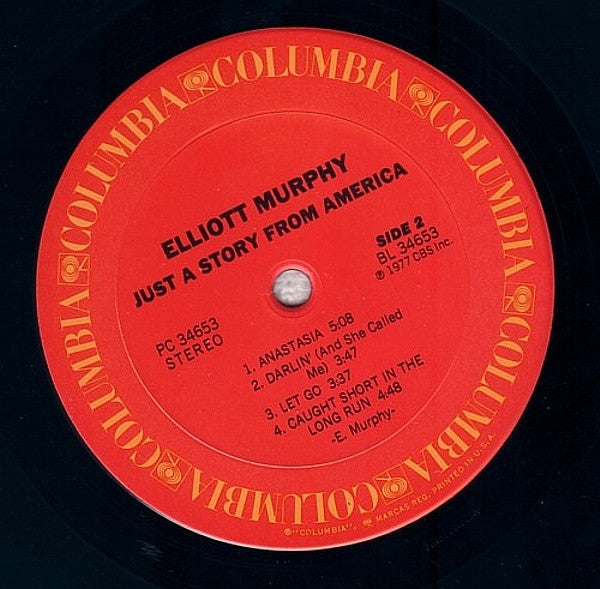 COLUMBIA COLUMBIA COLUMBIA COLUMBIA COLUMBIA COLUMBIA
ELLIOTT MURPHY
JUST A STORY FROM AMERICA
SIDE 2
BL 34653
℗ 1977 CBS Inc.
PC 34653
STEREO
1. ANASTASIA 5:08
2. DARLIN' (And She Called
Me) 3:47
3. LET GO 3:37
4. CAUGHT SHORT IN THE
LONG RUN 4:48
-E. Murphy-
®"COLUMBIA", MARCAS REG. PRINTED IN U.S.A.